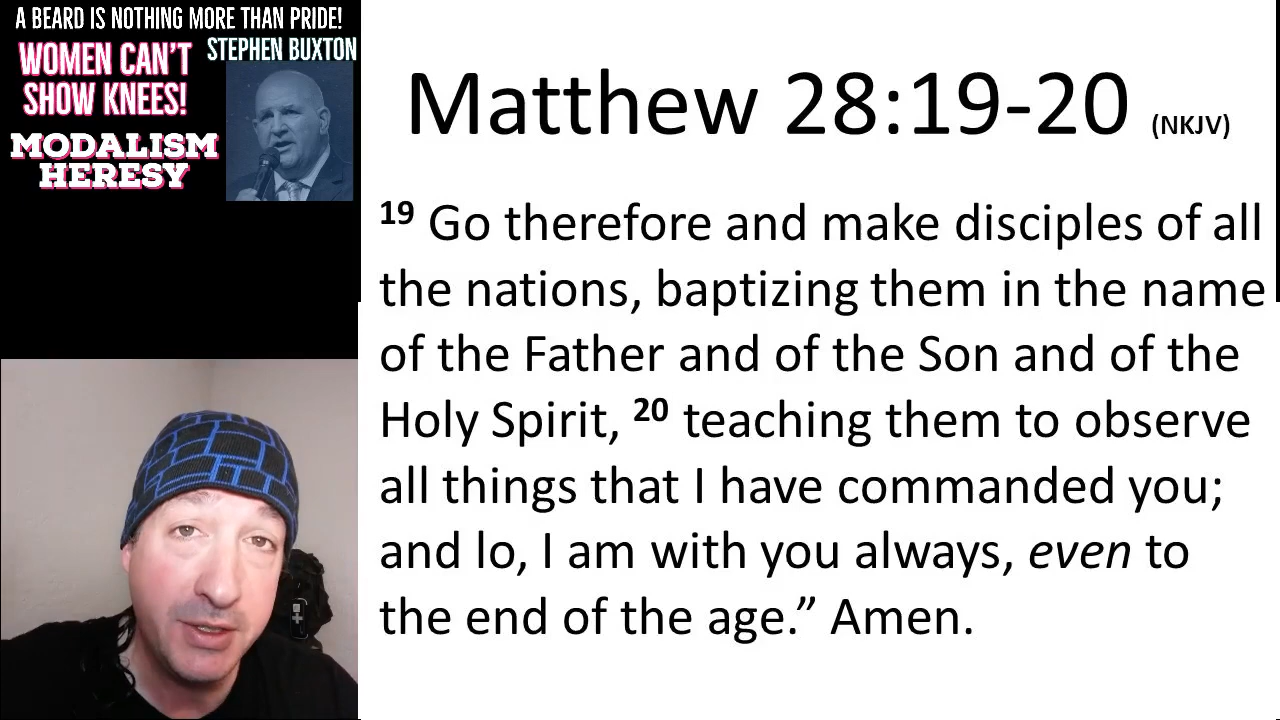 A BEARD IS NOTHING MORE THAN PRIDE!
WOMEN CAN'T
SHOW KNEES!
MODALISM
HERESY
STEPHEN BUXTON
Matthew 28:19-20 (NKJV)
19 Go therefore and make disciples of all
the nations, baptizing them in the name
of the Father and of the Son and of the
Holy Spirit, 20 teaching them to observe
all things that I have commanded you;
and lo, I am with you always, even to
the end of the age.” Amen.